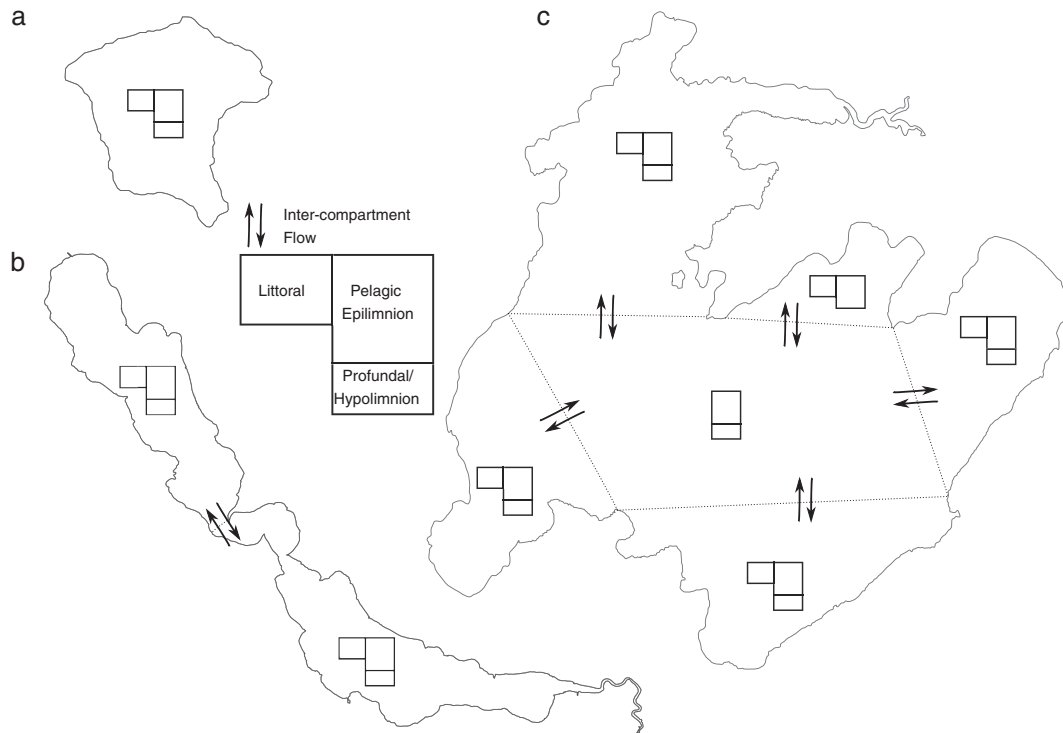 a
c
Inter-compartment
Flow
b
Littoral
Pelagic
Epilimnion
Profundal/
Hypolimnion